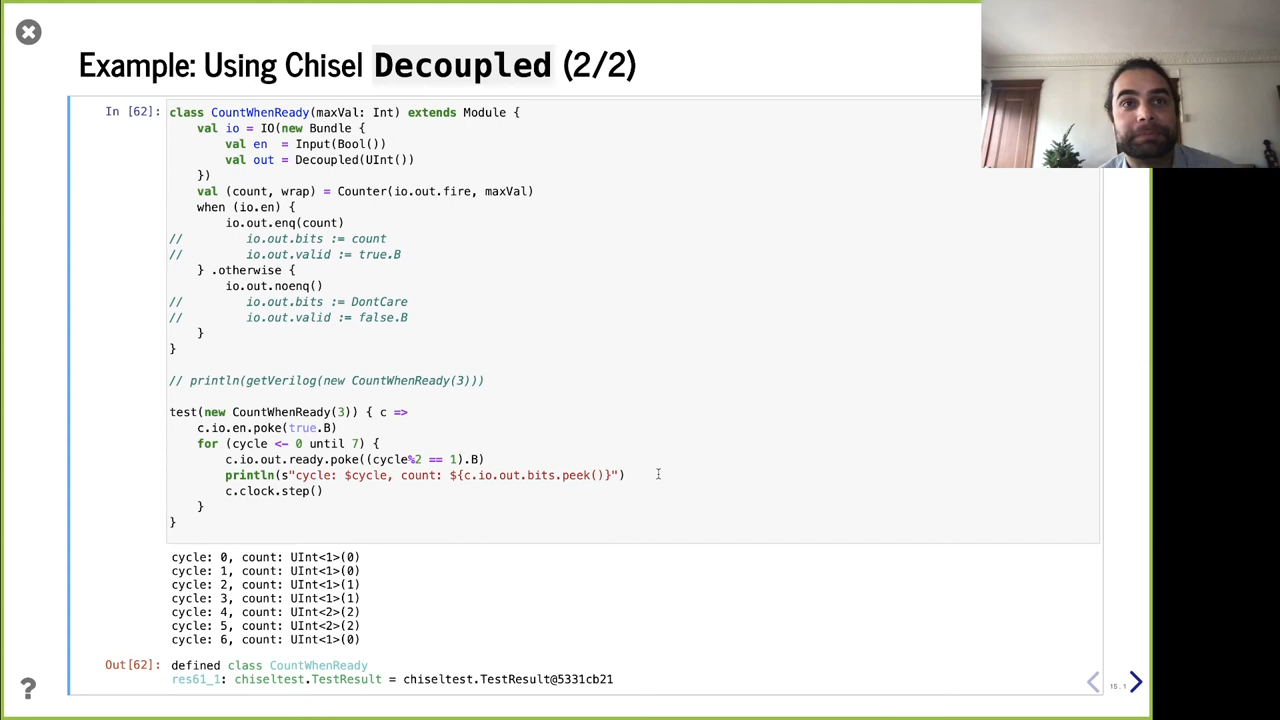 Example: Using Chisel Decoupled (2/2)
In [62]: class CountWhenReady(maxVal: Int) extends Module {
    val io = IO(new Bundle {
        val en  = Input(Bool())
        val out = Decoupled(UInt())
    })
    val (count, wrap) = Counter(io.out.fire, maxVal)
    when (io.en) {
        io.out.enq(count)
//         io.out.bits := count
//         io.out.valid := true.B
    } .otherwise {
        io.out.noenq()
//         io.out.bits := DontCare
//         io.out.valid := false.B
    }
}
// println(getVerilog(new CountWhenReady(3)))
test(new CountWhenReady(3)) { c =>
    c.io.en.poke(true.B)
    for (cycle <- 0 until 7) {
        c.io.out.ready.poke((cycle%2 == 1).B)
        println(s"cycle: $cycle, count: ${c.io.out.bits.peek()}")
        c.clock.step()
    }
}
cycle: 0, count: UInt<1>(0)
cycle: 1, count: UInt<1>(0)
cycle: 2, count: UInt<1>(1)
cycle: 3, count: UInt<1>(1)
cycle: 4, count: UInt<2>(2)
cycle: 5, count: UInt<2>(2)
cycle: 6, count: UInt<1>(0)
Out[62]: defined class CountWhenReady
res61_1: chiseltest.TestResult = chiseltest.TestResult@5331cb21
?
15.1